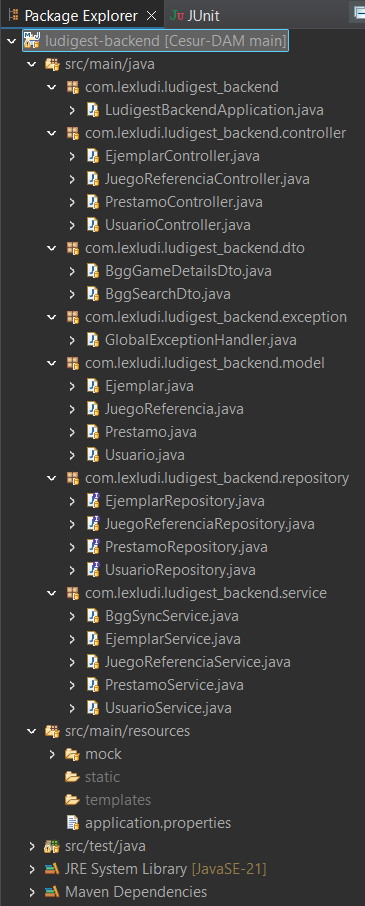 Package Explorer JUnit
ludigest-backend [Cesur-DAM main]
src/main/java
com.lexludi.ludigest_backend
LudigestBackendApplication.java
com.lexludi.ludigest_backend.controller
EjemplarController.java
JuegoReferenciaController.java
PrestamoController.java
UsuarioController.java
com.lexludi.ludigest_backend.dto
BggGameDetailsDto.java
BggSearchDto.java
com.lexludi.ludigest_backend.exception
GlobalExceptionHandler.java
com.lexludi.ludigest_backend.model
Ejemplar.java
JuegoReferencia.java
Prestamo.java
Usuario.java
com.lexludi.ludigest_backend.repository
EjemplarRepository.java
JuegoReferenciaRepository.java
PrestamoRepository.java
UsuarioRepository.java
com.lexludi.ludigest_backend.service
BggSyncService.java
EjemplarService.java
JuegoReferenciaService.java
PrestamoService.java
UsuarioService.java
src/main/resources
mock
static
templates
application.properties
src/test/java
JRE System Library [JavaSE-21]
Maven Dependencies